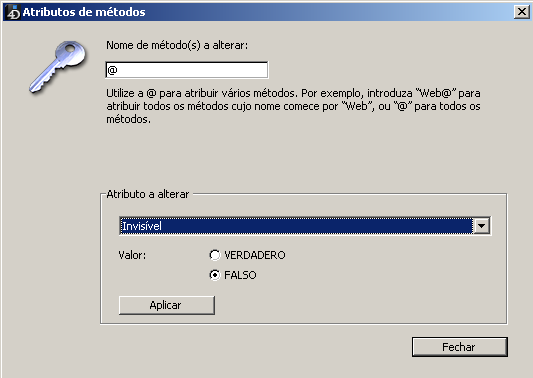 Atributos de métodos
Nome de método(s) a alterar:
@
Utilize a @ para atribuir vários métodos. Por exemplo, introduza "Web@" para
atribuir todos os métodos cujo nome comece por "Web", ou "@" para todos os
métodos.
Atributo a alterar
Invisível
Valor:
VERDADERO
FALSO
Aplicar
Fechar